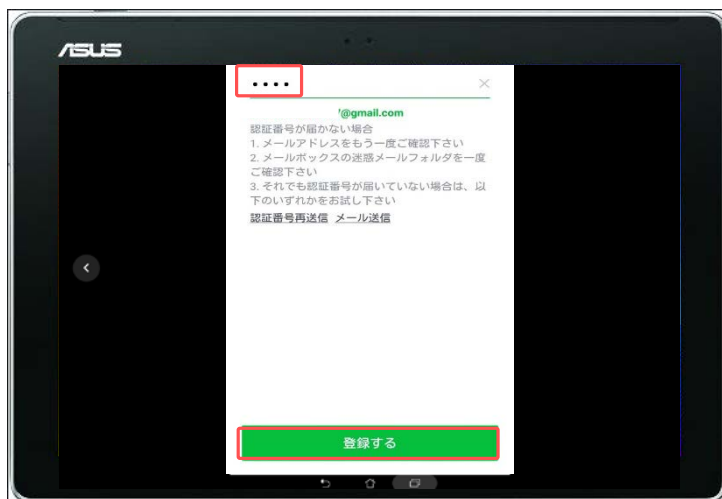 ASUS
••••
'@gmail.com
認証番号が届かない場合
1. メールアドレスをもう一度ご確認下さい
2. メールボックスの迷惑メールフォルダを一度
ご確認下さい
3. それでも認証番号が届いていない場合は、以
下のいずれかをお試し下さい
認証番号再送信 メール送信
登録する